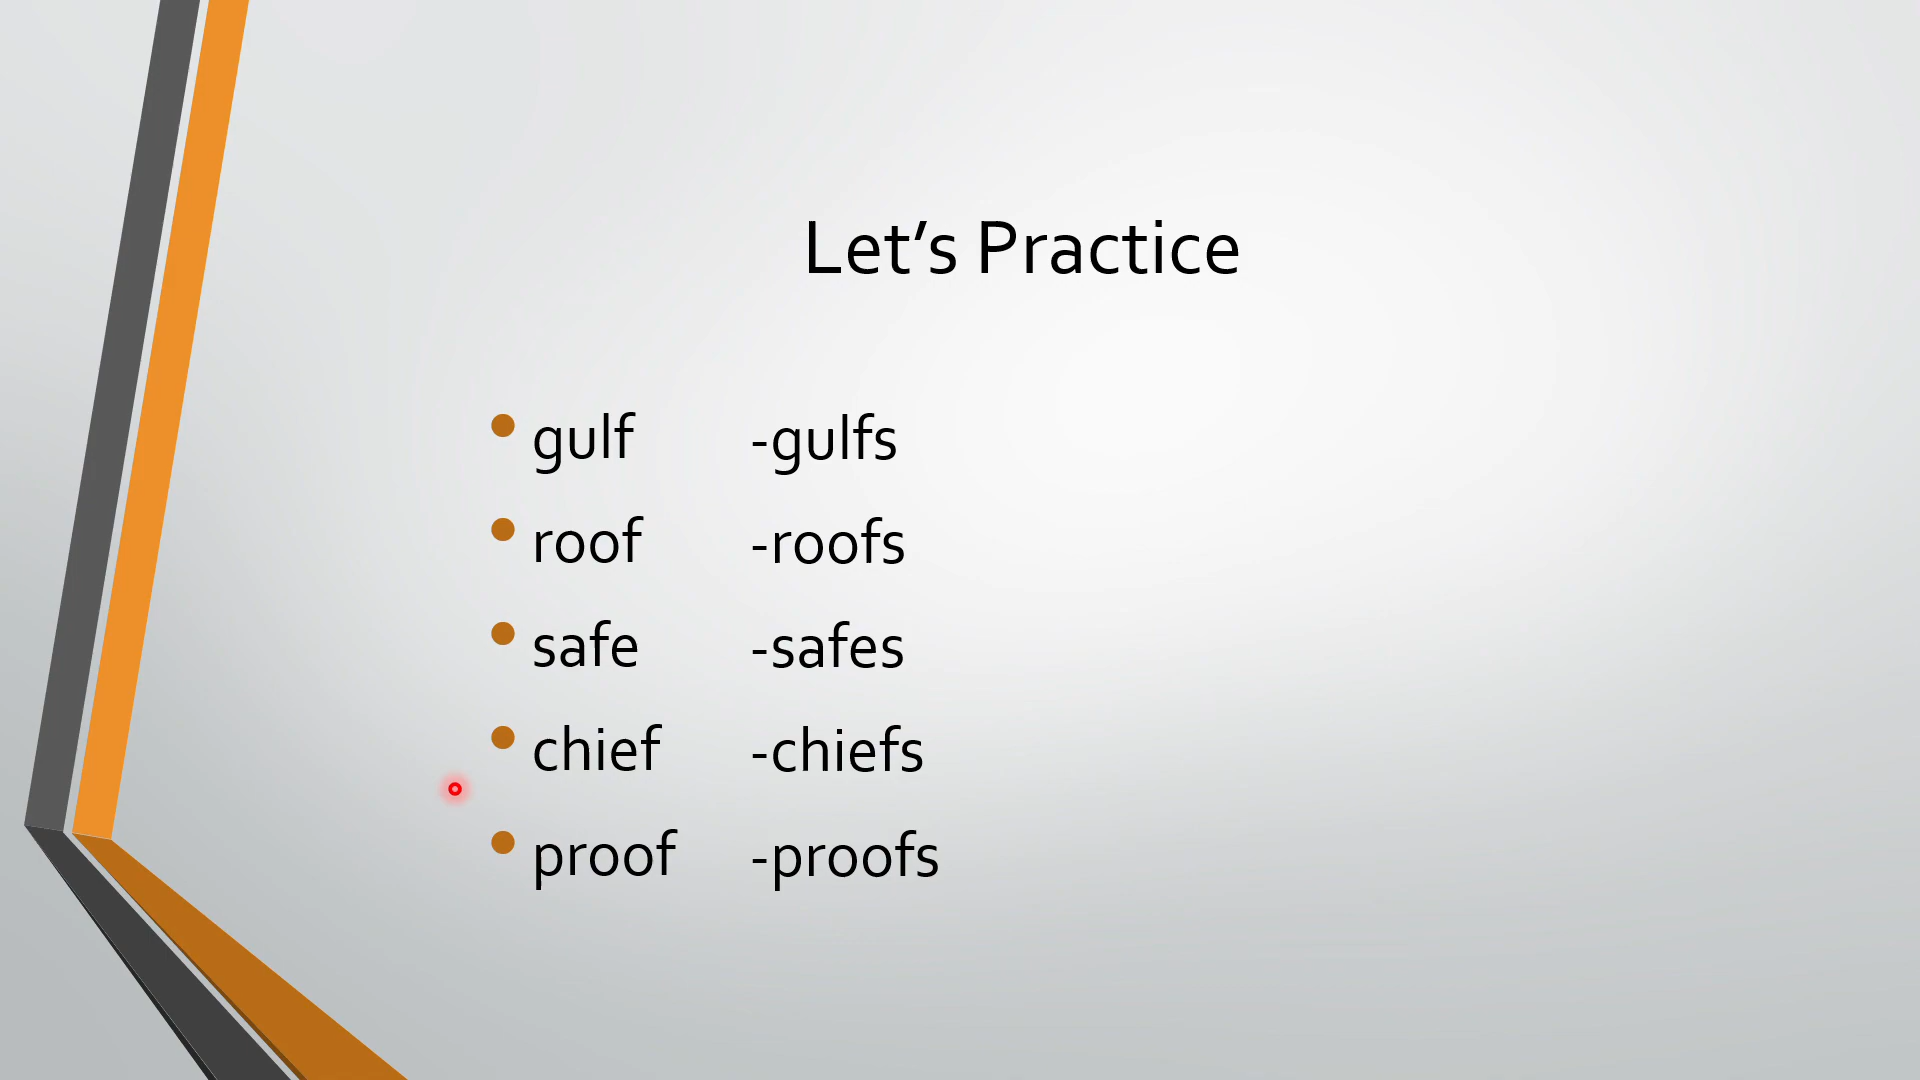 Let's Practice
gulf -gulfs
roof -roofs
safe -safes
chief -chiefs
proof -proofs